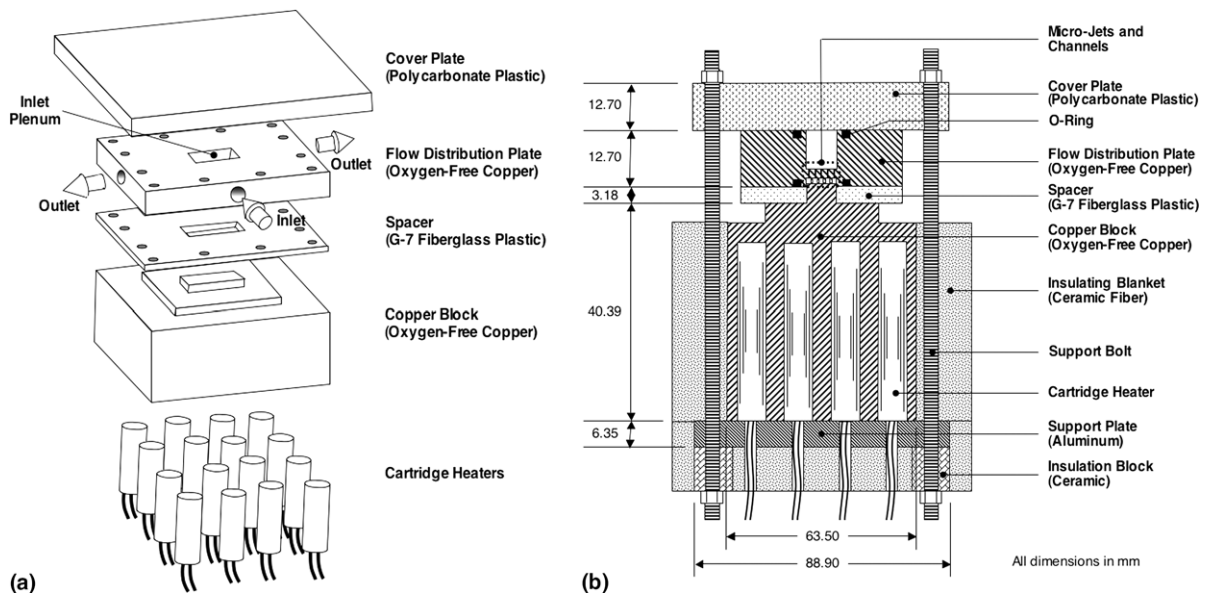 Cover Plate
(Polycarbonate Plastic)
Inlet
Plenum
Outlet
Flow Distribution Plate
(Oxygen-Free Copper)
Outlet
Inlet
Spacer
(G-7 Fiberglass Plastic)
Copper Block
(Oxygen-Free Copper)
Cartridge Heaters
(a)
Micro-Jets and
Channels
Cover Plate
(Polycarbonate Plastic)
O-Ring
Flow Distribution Plate
(Oxygen-Free Copper)
Spacer
(G-7 Fiberglass Plastic)
Copper Block
(Oxygen-Free Copper)
Insulating Blanket
(Ceramic Fiber)
Support Bolt
Cartridge Heater
Support Plate
(Aluminum)
Insulation Block
(Ceramic)
12.70
12.70
3.18
40.39
6.35
63.50
88.90
All dimensions in mm
(b)